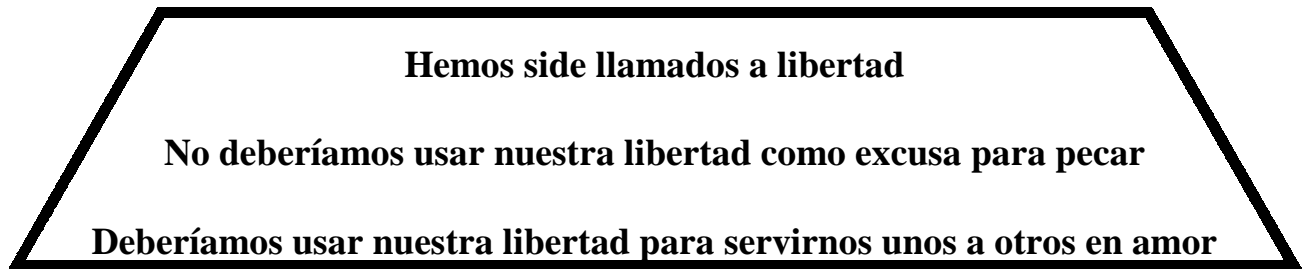 Hemos side llamados a libertad
No deberíamos usar nuestra libertad como excusa para pecar
Deberíamos usar nuestra libertad para servirnos unos a otros en amor